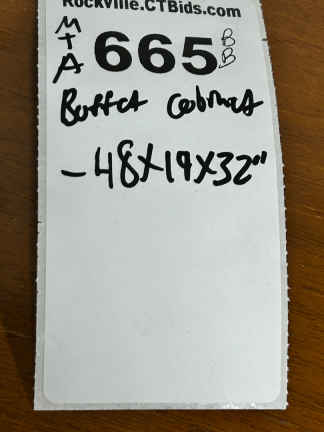 Rockville.CTBids.com
MTA 665 BB
Buffet Cabinet
- 48X19X32"